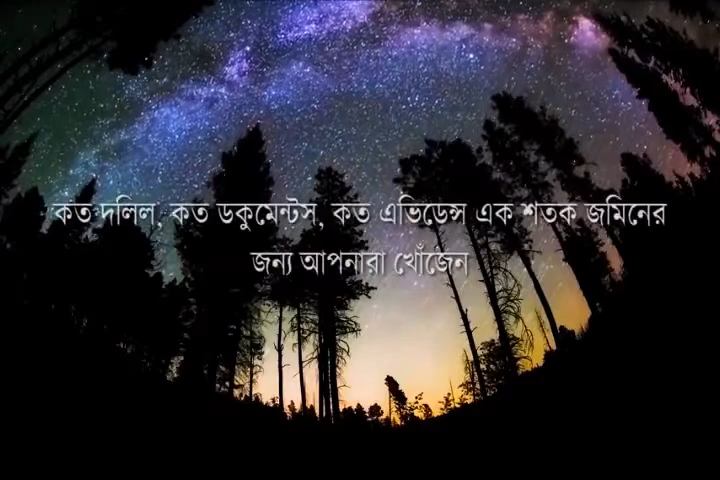 কত দলিল, কত ডকুমেন্টস, কত এভিডেন্স এক শতক জমিনের
জন্য আপনারা খোঁজেন